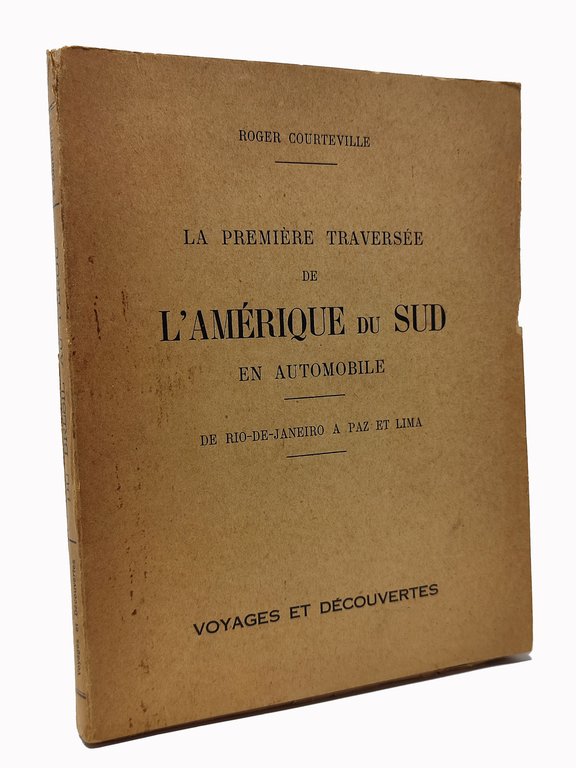 ROGER COURTEVILLE
LA PREMIÈRE TRAVERSÉE
DE
L'AMÉRIQUE DU SUD
EN AUTOMOBILE
DE RIO-DE-JANEIRO A PAZ ET LIMA
VOYAGES ET DÉCOUVERTES